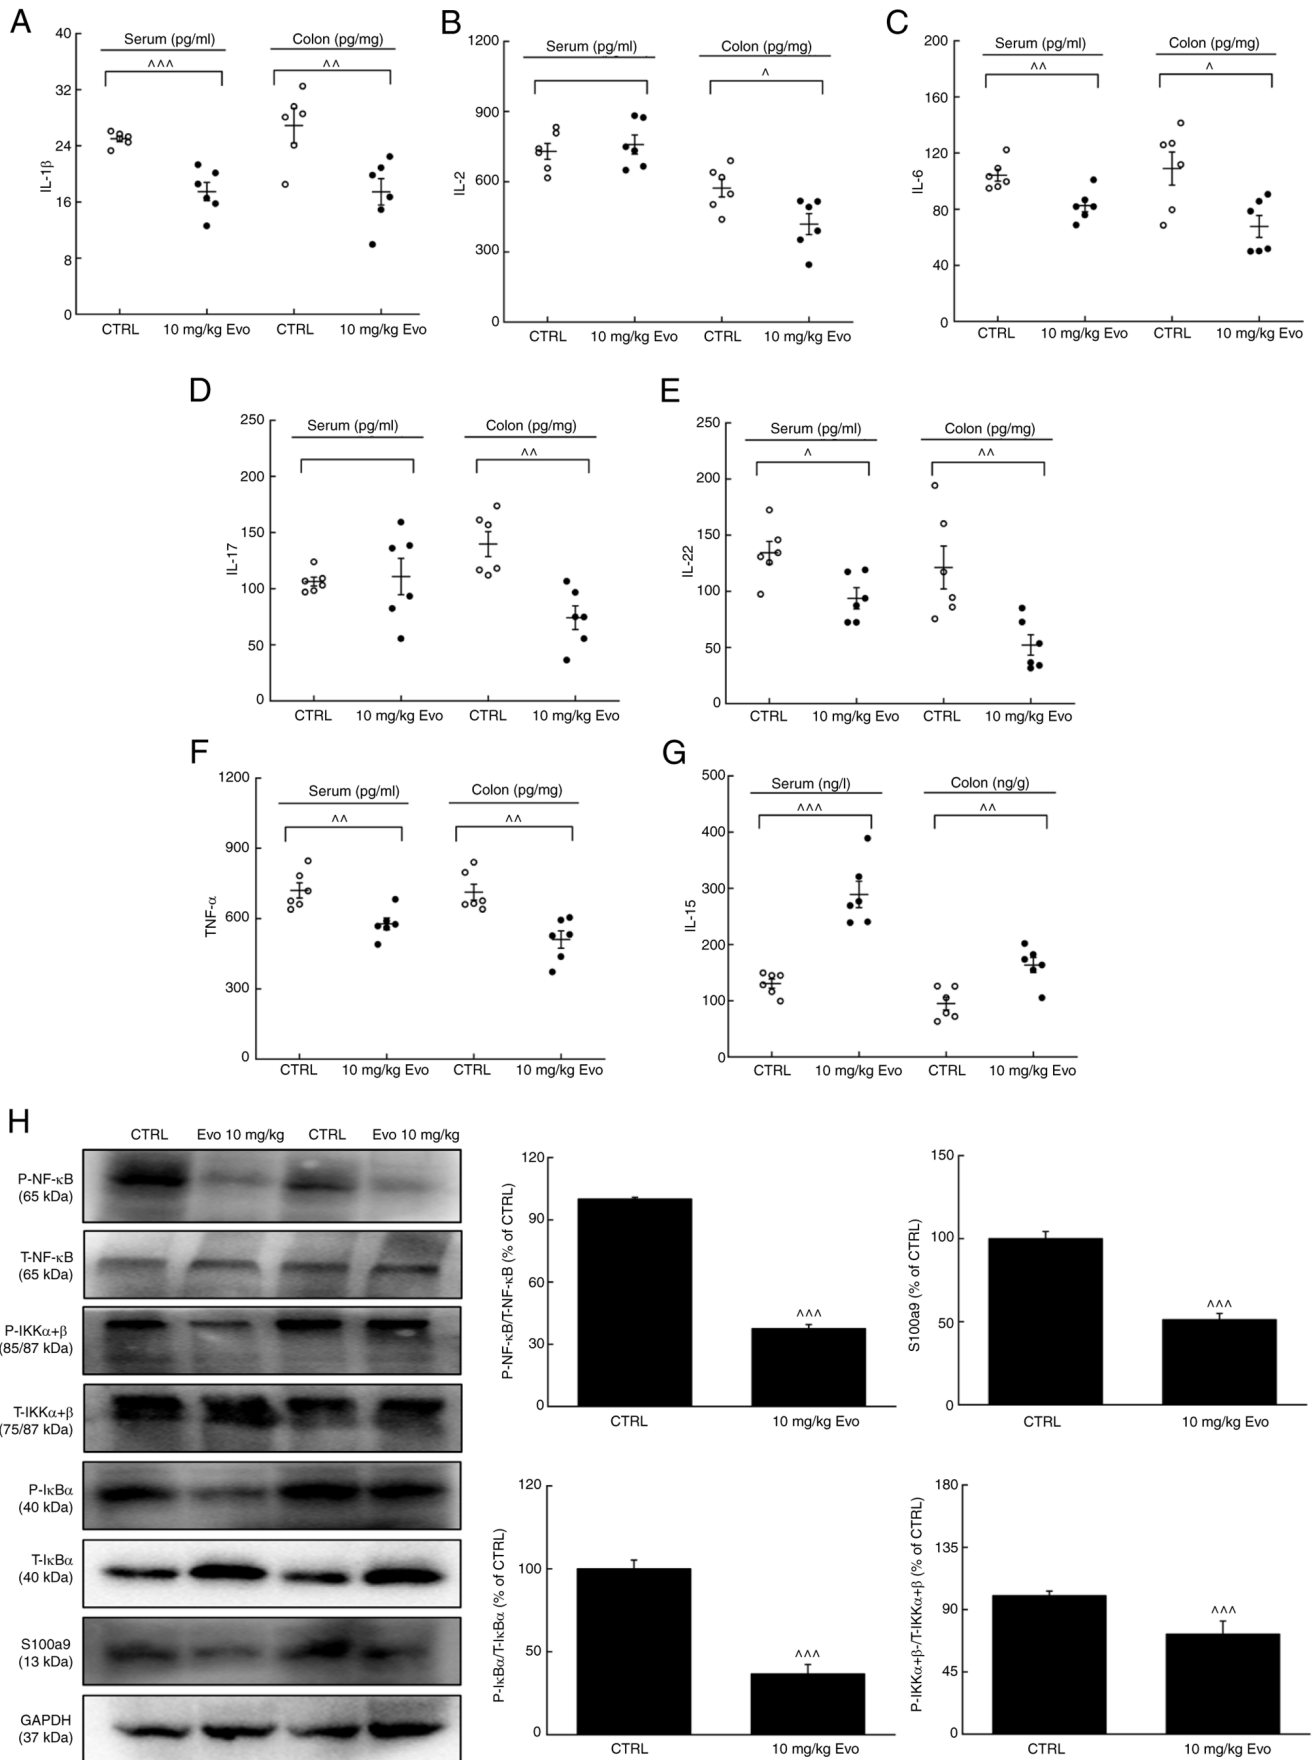 A
Serum (pg/ml) Colon (pg/mg)
^^^ ^^
IL-1β
40
32
24
16
8
0
CTRL 10 mg/kg Evo CTRL 10 mg/kg Evo
B
Serum (pg/ml) Colon (pg/mg)
^
IL-2
1200
900
600
300
0
CTRL 10 mg/kg Evo CTRL 10 mg/kg Evo
C
Serum (pg/ml) Colon (pg/mg)
^^ ^
IL-6
200
160
120
80
40
0
CTRL 10 mg/kg Evo CTRL 10 mg/kg Evo
D
Serum (pg/ml) Colon (pg/mg)
^^
IL-17
250
200
150
100
50
0
CTRL 10 mg/kg Evo CTRL 10 mg/kg Evo
E
Serum (pg/ml) Colon (pg/mg)
^ ^^
IL-22
250
200
150
100
50
0
CTRL 10 mg/kg Evo CTRL 10 mg/kg Evo
F
Serum (pg/ml) Colon (pg/mg)
^^ ^^
TNF-α
1200
900
600
300
0
CTRL 10 mg/kg Evo CTRL 10 mg/kg Evo
G
Serum (ng/l) Colon (ng/g)
^^^ ^^
IL-15
500
400
300
200
100
0
CTRL 10 mg/kg Evo CTRL 10 mg/kg Evo
H
CTRL Evo 10 mg/kg CTRL Evo 10 mg/kg
P-NF-κB
(65 kDa)
T-NF-κB
(65 kDa)
P-IKKα+β
(85/87 kDa)
T-IKKα+β
(75/87 kDa)
P-IκBα
(40 kDa)
T-IκBα
(40 kDa)
S100a9
(13 kDa)
GAPDH
(37 kDa)
P-NF-κB/T-NF-κB (% of CTRL)
120
90
60
30
0
^^^
CTRL 10 mg/kg Evo
S100a9 (% of CTRL)
150
100
50
0
^^^
CTRL 10 mg/kg Evo
P-IκBα/T-IκBα (% of CTRL)
120
100
50
0
^^^
CTRL 10 mg/kg Evo
P-IKKα+β-/T-IKKα+β (% of CTRL)
180
135
90
45
0
^^^
CTRL 10 mg/kg Evo